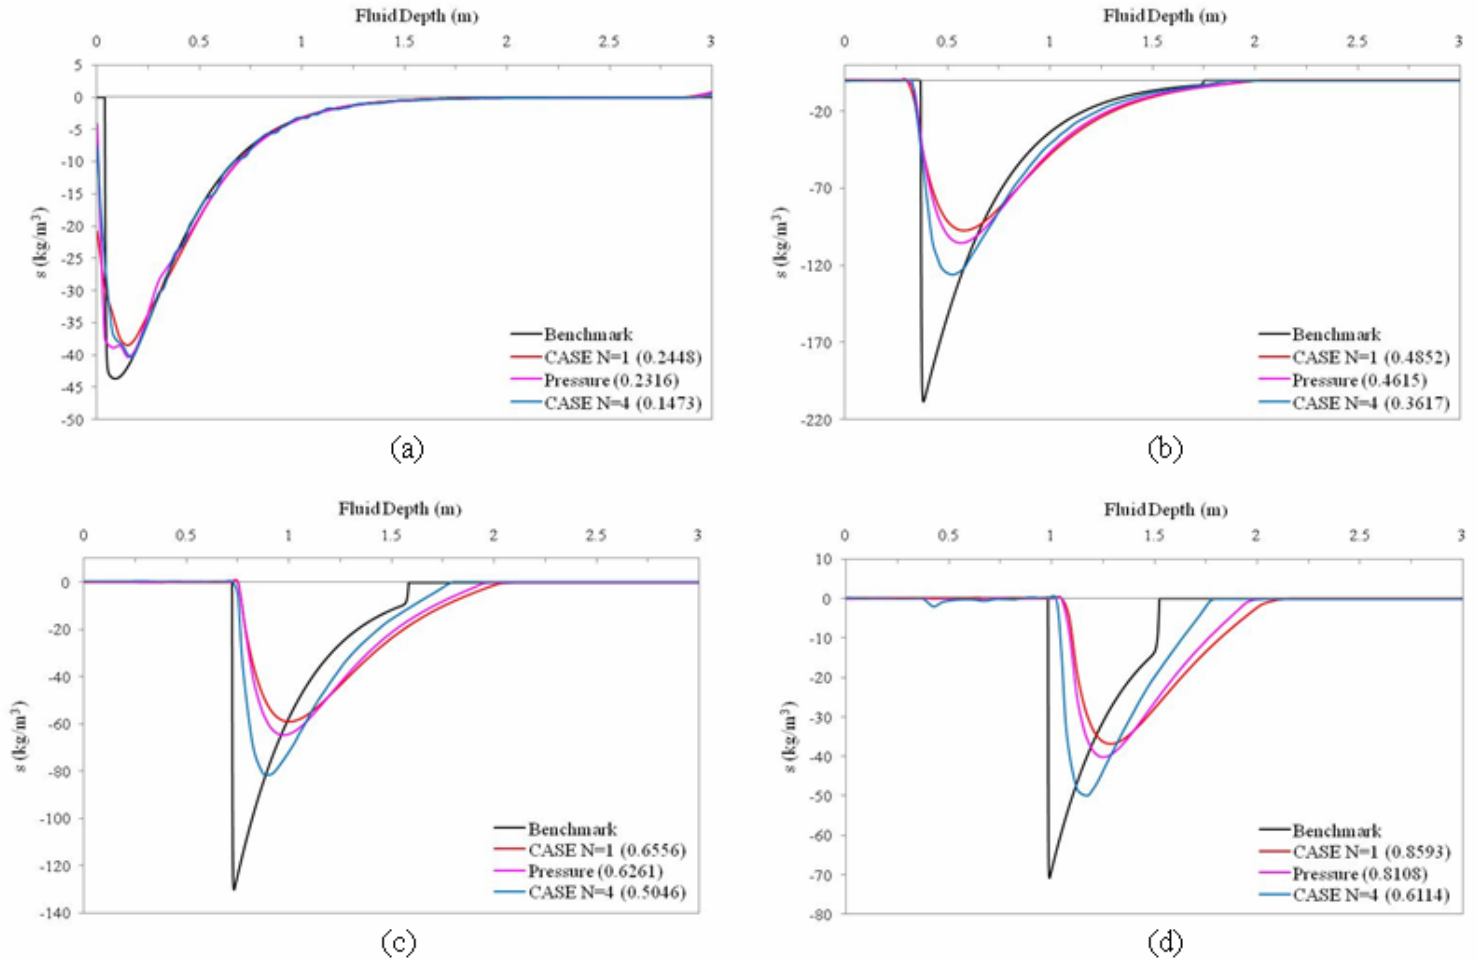 Fluid Depth (m)
0 0.5 1 1.5 2 2.5 3
5
0
-5
-10
-15
-20
-25
-30
-35
-40
-45
-50
s (kg/m³)
Benchmark
CASE N=1 (0.2448)
Pressure (0.2316)
CASE N=4 (0.1473)
(a)
Fluid Depth (m)
0 0.5 1 1.5 2 2.5 3
-20
-70
-120
-170
-220
s (kg/m³)
Benchmark
CASE N=1 (0.4852)
Pressure (0.4615)
CASE N=4 (0.3617)
(b)
Fluid Depth (m)
0 0.5 1 1.5 2 2.5 3
0
-20
-40
-60
-80
-100
-120
-140
s (kg/m³)
Benchmark
CASE N=1 (0.6556)
Pressure (0.6261)
CASE N=4 (0.5046)
(c)
Fluid Depth (m)
0 0.5 1 1.5 2 2.5 3
10
0
-10
-20
-30
-40
-50
-60
-70
-80
s (kg/m³)
Benchmark
CASE N=1 (0.8593)
Pressure (0.8108)
CASE N=4 (0.6114)
(d)